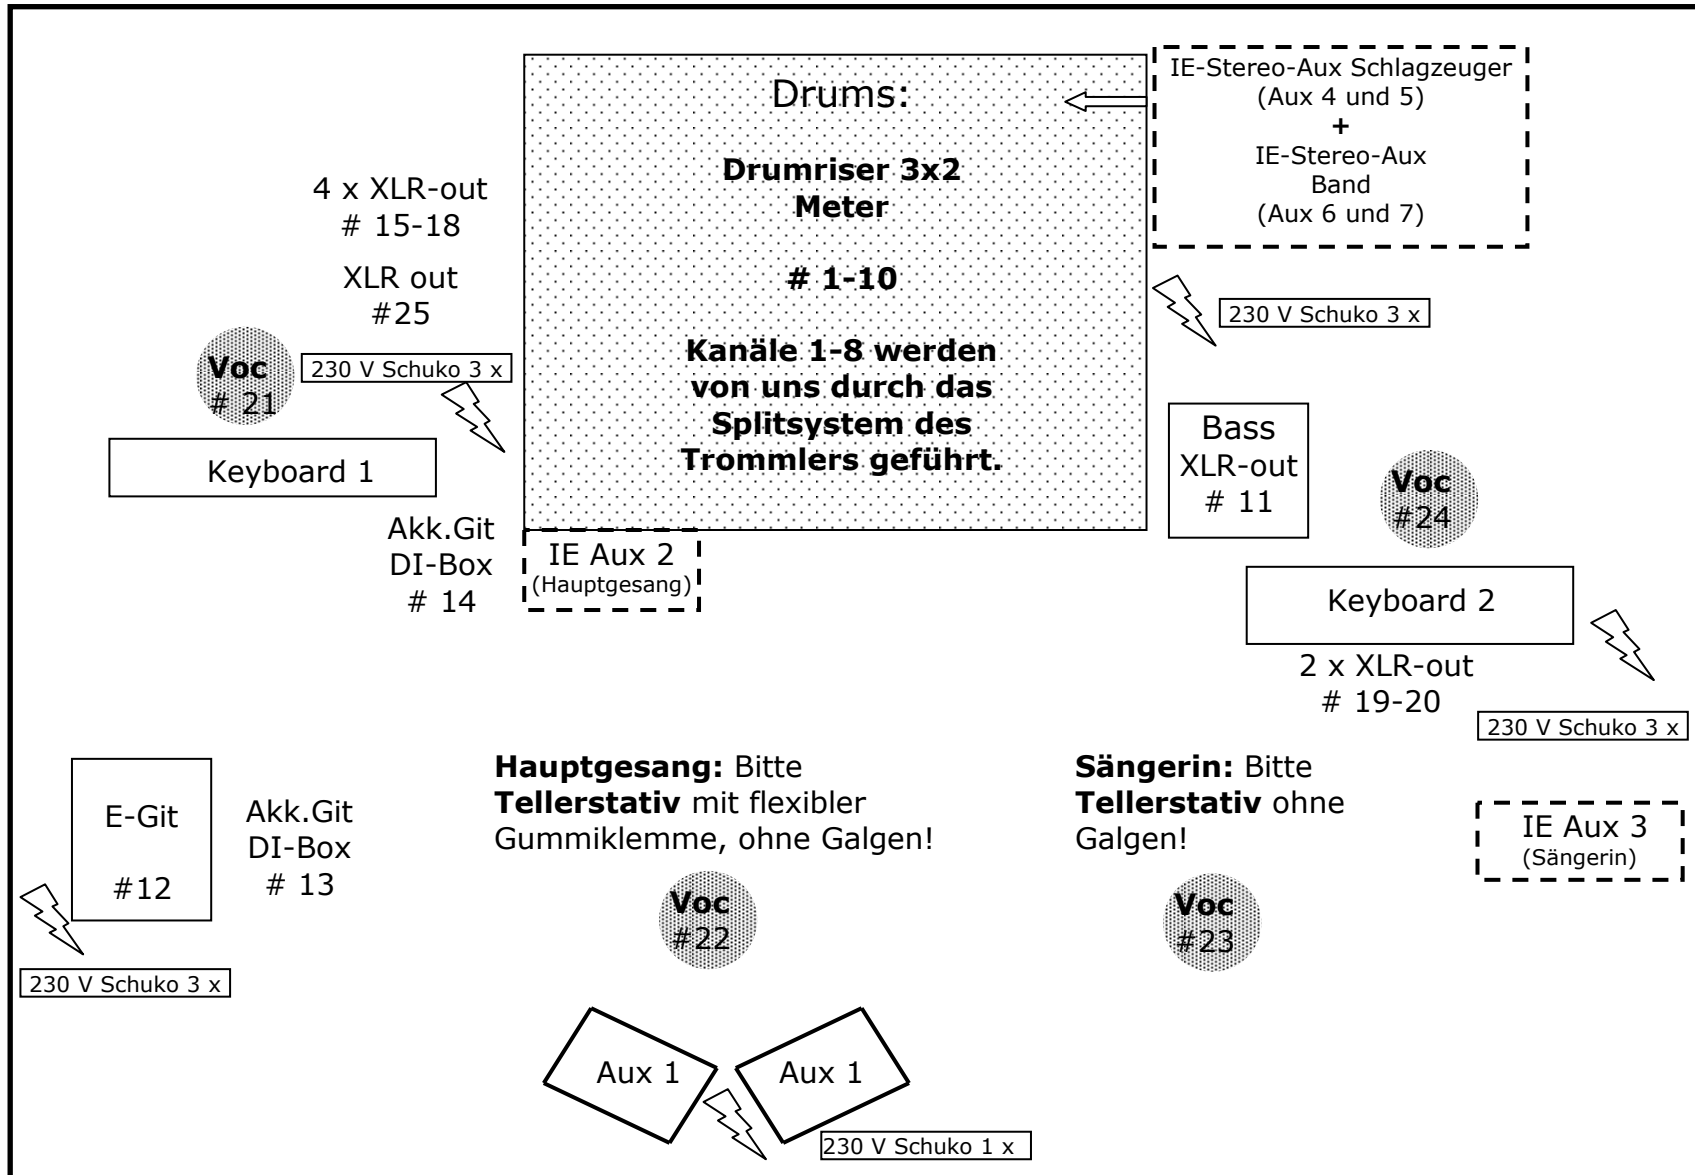 Drums:
Drumriser 3x2
Meter
# 1-10
Kanäle 1-8 werden
von uns durch das
Splitsystem des
Trommlers geführt.
IE-Stereo-Aux Schlagzeuger
(Aux 4 und 5)
+
IE-Stereo-Aux
Band
(Aux 6 und 7)
4 x XLR-out
# 15-18
XLR out
#25
230 V Schuko 3 x
Voc
# 21
230 V Schuko 3 x
Keyboard 1
Bass
XLR-out
# 11
Voc
#24
Akk.Git
DI-Box
# 14
IE Aux 2
(Hauptgesang)
Keyboard 2
2 x XLR-out
# 19-20
230 V Schuko 3 x
E-Git
#12
Akk.Git
DI-Box
# 13
230 V Schuko 3 x
Hauptgesang: Bitte
Tellerstativ mit flexibler
Gummiklemme, ohne Galgen!
Voc
#22
Sängerin: Bitte
Tellerstativ ohne
Galgen!
Voc
#23
IE Aux 3
(Sängerin)
Aux 1
Aux 1
230 V Schuko 1 x